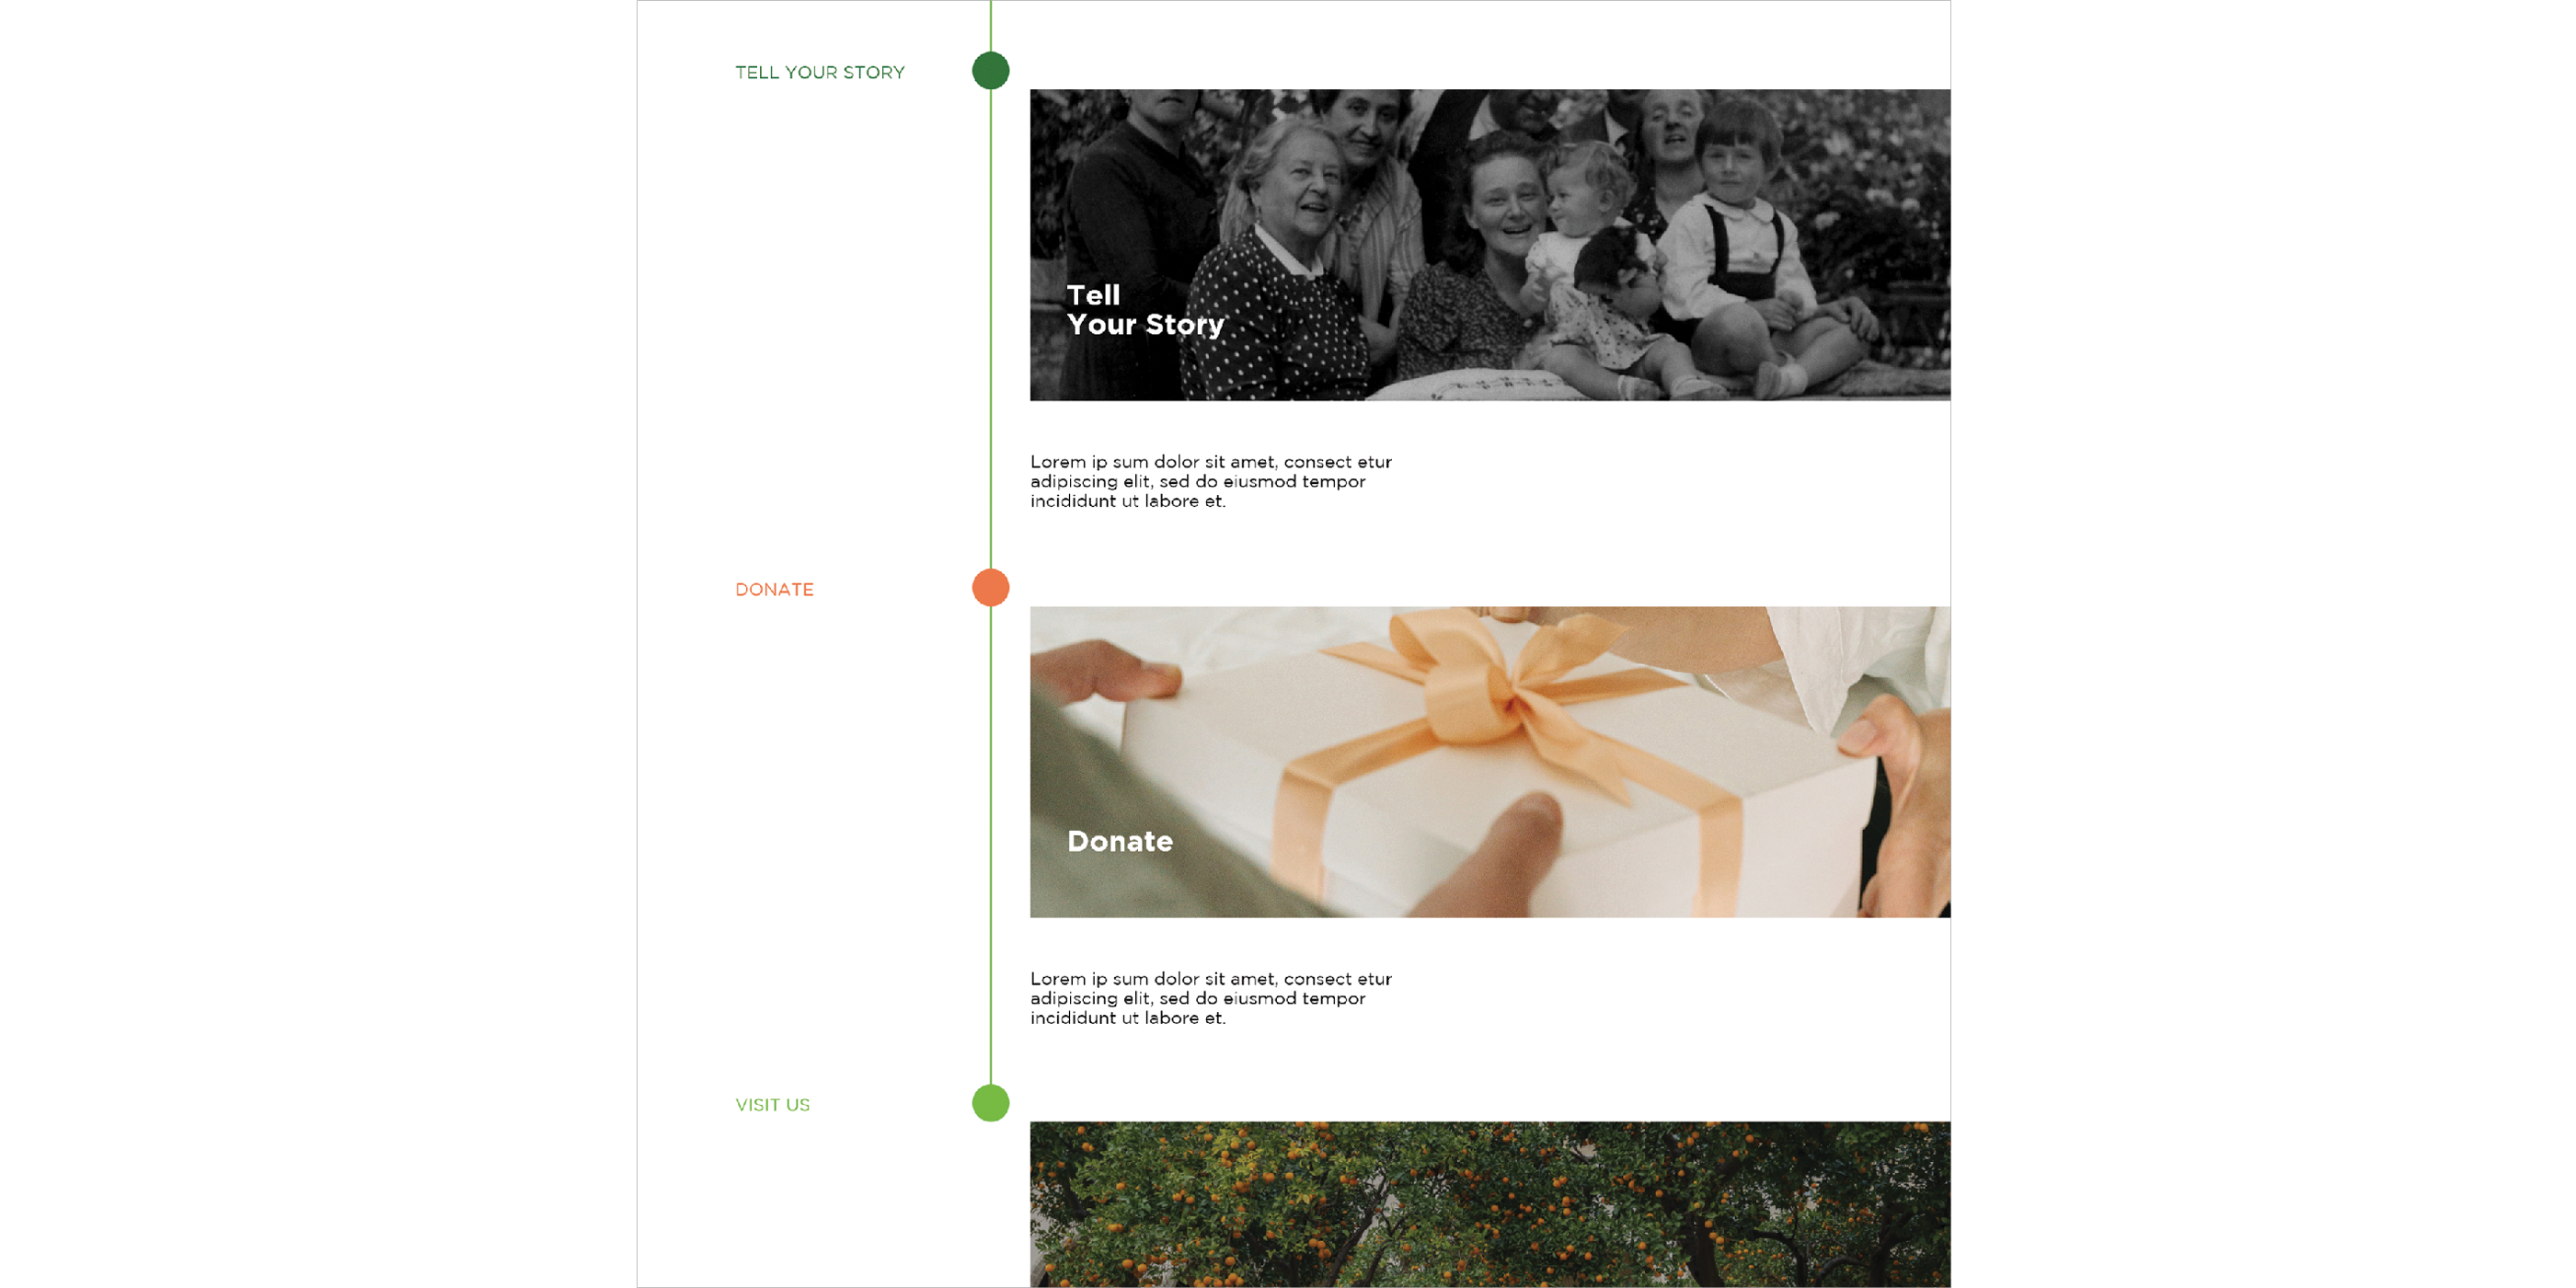 TELL YOUR STORY
Tell
Your Story
Lorem ip sum dolor sit amet, consect etur
adipiscing elit, sed do eiusmod tempor
incididunt ut labore et.
DONATE
Donate
Lorem ip sum dolor sit amet, consect etur
adipiscing elit, sed do eiusmod tempor
incididunt ut labore et.
VISIT US